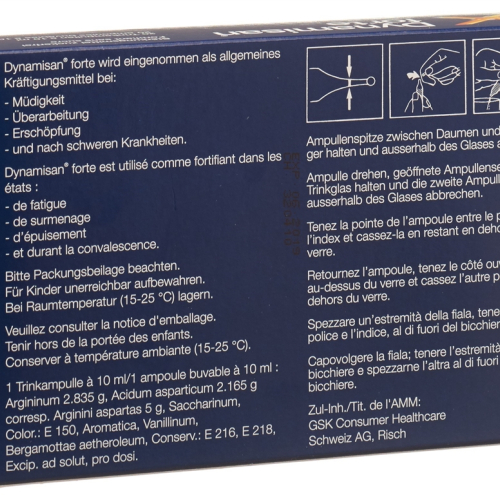 Dynamisan
forte
Dynamisan® forte wird eingenommen als allgemeines
Kräftigungsmittel bei:
- Müdigkeit
- Überarbeitung
- Erschöpfung
- und nach schweren Krankheiten.
Dynamisan® forte est utilisé comme fortifiant dans les
états :
- de fatigue
- de surmenage
- d'épuisement
- et durant la convalescence.
Bitte Packungsbeilage beachten.
Für Kinder unerreichbar aufbewahren.
Bei Raumtemperatur (15-25 °C) lagern.
Veuillez consulter la notice d'emballage.
Tenir hors de la portée des enfants.
Conserver à température ambiante (15-25 °C).
1 Trinkampulle à 10 ml/1 ampoule buvable à 10 ml :
Argininum 2.835 g, Acidum asparticum 2.165 g
corresp. Arginini aspartas 5 g, Saccharinum,
Color.: E 150, Aromatica, Vanillinum,
Bergamottae aetheroleum, Conserv.: E 216, E 218,
Excip. ad solut., pro dosi.
Ampullenspitze zwischen Daumen und
ger halten und ausserhalb des Glases a
Ampulle drehen, geöffnete Ampullense
Trinkglas halten und die zweite Ampulle
ausserhalb des Glases abbrechen.
Tenez la pointe de l'ampoule entre le p
l'index et cassez-la en restant en deho
verre.
Retournez l'ampoule, tenez le côté ouv
au-dessus du verre et cassez l'autre p
dehors du verre.
Spezzare un'estremità della fiala, tene
police e l'indice, al di fuori del bicchier
Capovolgere la fiala; tenere l'estremità
bicchiere e spezzarne l'altra al di fuori
bicchiere.
Zul-Inh./Tit. de l'AMM:
GSK Consumer Healthcare
Schweiz AG, Risch